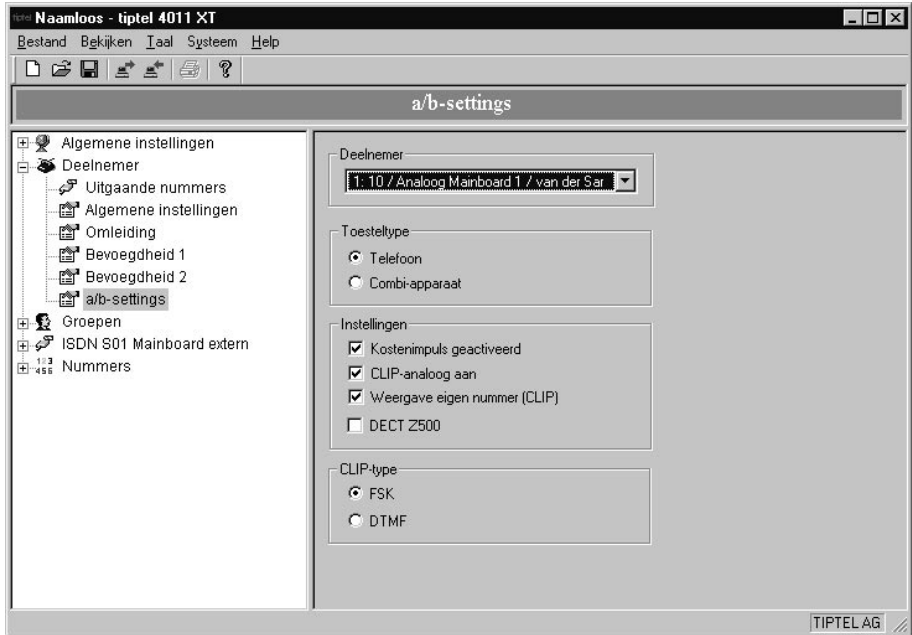 tiptel Naamloos - tiptel 4011 XT
Bestand Bekijken Taal Systeem Help
a/b-settings
Algemene instellingen
Deelnemer
Uitgaande nummers
Algemene instellingen
Omleiding
Bevoegdheid 1
Bevoegdheid 2
a/b-settings
Groepen
ISDN S01 Mainboard extern
123
456 Nummers
Deelnemer
1: 10 / Analoog Mainboard 1 / van der Sar
Toesteltype
Telefoon
Combi-apparaat
Instellingen
Kostenimpuls geactiveerd
CLIP-analoog aan
Weergave eigen nummer (CLIP)
DECT Z500
CLIP-type
FSK
DTMF
TIPTEL AG